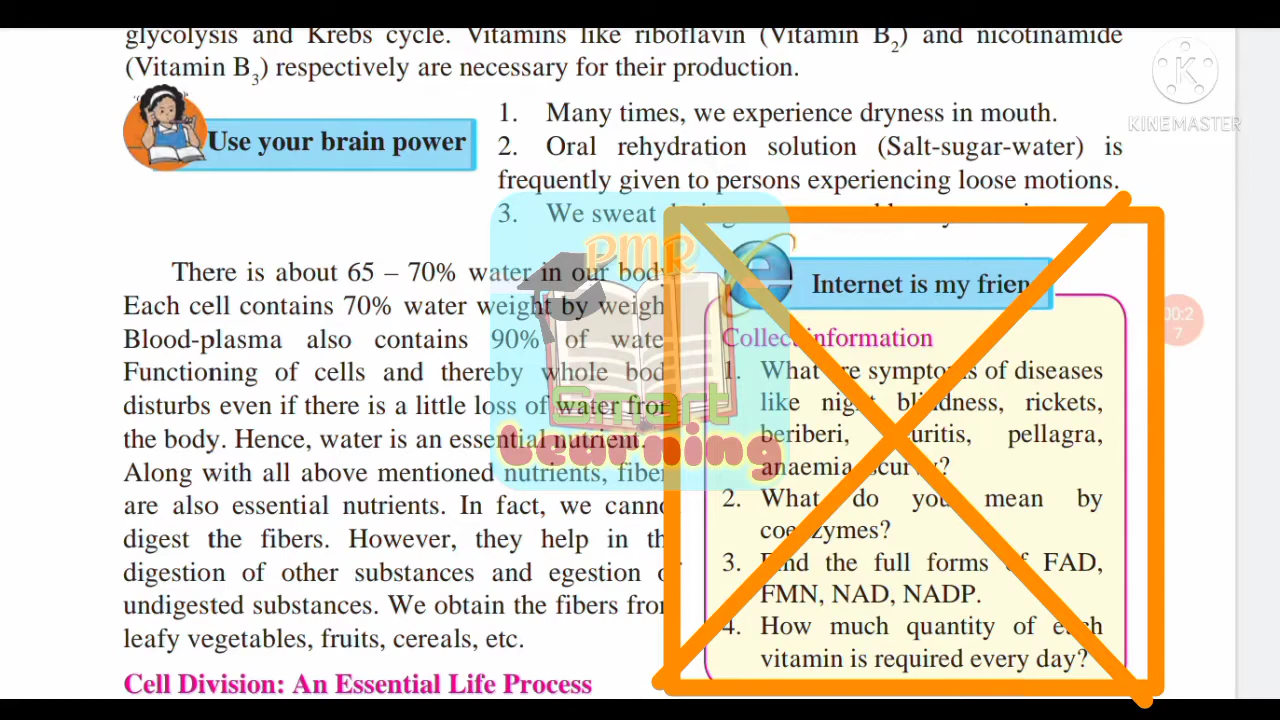 glycolysis and Krebs cycle. Vitamins like riboflavin (Vitamin B2) and nicotinamide
(Vitamin B3) respectively are necessary for their production.
Use your brain power
1. Many times, we experience dryness in mouth.
2. Oral rehydration solution (Salt-sugar-water) is
frequently given to persons experiencing loose motions.
3. We sweat
There is about 65 – 70% water in our body
Each cell contains 70% water weight by weigh
Blood-plasma also contains 90% of wate
Functioning of cells and thereby whole bod
disturbs even if there is a little loss of water fro
the body. Hence, water is an essential nutrient.
Along with all above mentioned nutrients, fiber
are also essential nutrients. In fact, we canno
digest the fibers. However, they help in th
digestion of other substances and egestion o
undigested substances. We obtain the fibers fro
leafy vegetables, fruits, cereals, etc.
Cell Division: An Essential Life Process
Internet is my frien
Collect information
1. What are symptoms of diseases
like night blindness, rickets,
beriberi, uritis, pellagra,
anaemia, scurvy?
2. What do you mean by
coenzymes?
3. Find the full forms of FAD,
FMN, NAD, NADP.
4. How much quantity of each
vitamin is required every day?
PMR
Smart
Learning
K
KINEMASTER
00:2
7